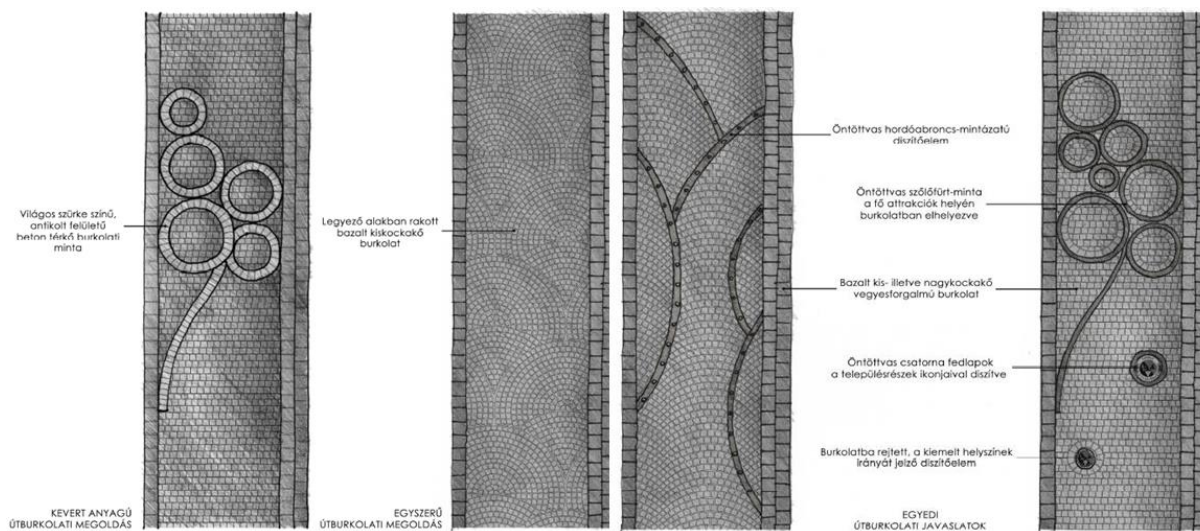 Világos szürke színű,
antikolt felületű
beton térkő burkolati
minta
KEVERT ANYAGÚ
ÚTBURKOLATI MEGOLDÁS
Legyező alakban rakott
bazalt kiskockakő
burkolat
EGYSZERŰ
ÚTBURKOLATI MEGOLDÁS
Öntöttvas hordóabroncs-mintázatú
díszítőelem
Öntöttvas szőlőfürt-minta
a fő attrakciók helyén
burkolatban elhelyezve
Bazalt kis- illetve nagykockakő
vegyesforgalmú burkolat
Öntöttvas csatorna fedlapok
a településrészek ikonjaival díszítve
Burkolatba rejtett, a kiemelt helyszínek
irányát jelző díszítőelem
EGYEDI
ÚTBURKOLATI JAVASLATOK